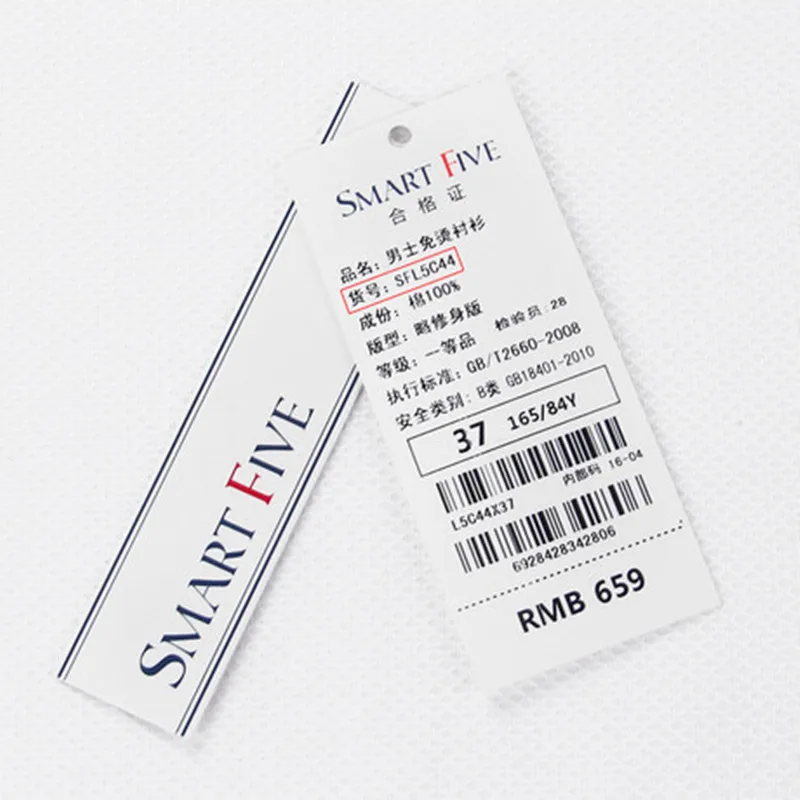 SMART FIVE
合格证
品名：男士免烫衬衫
货号：SFL5C44
成份：棉100%
版型：略修身版
等级：一等品 检验员：28
执行标准：GB/T2660-2008
安全类别：B类 GB18401-2010
37 165/84Y
L5C44X37 内部码 16-04
6928428342806
RMB 659
SMART FIVE